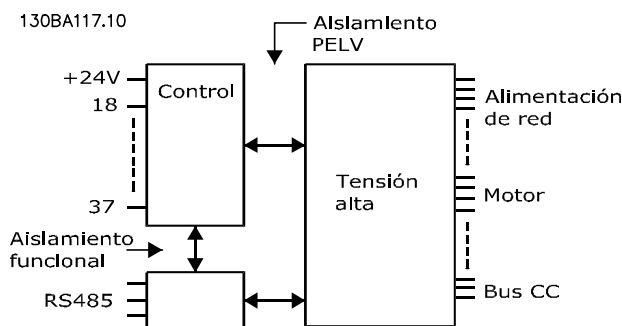 130BA117.10
Aislamiento
PELV
+24V
18
Control
37
Tensión
alta
Alimentación
de red
Motor
Bus CC
Aislamiento
funcional
RS485